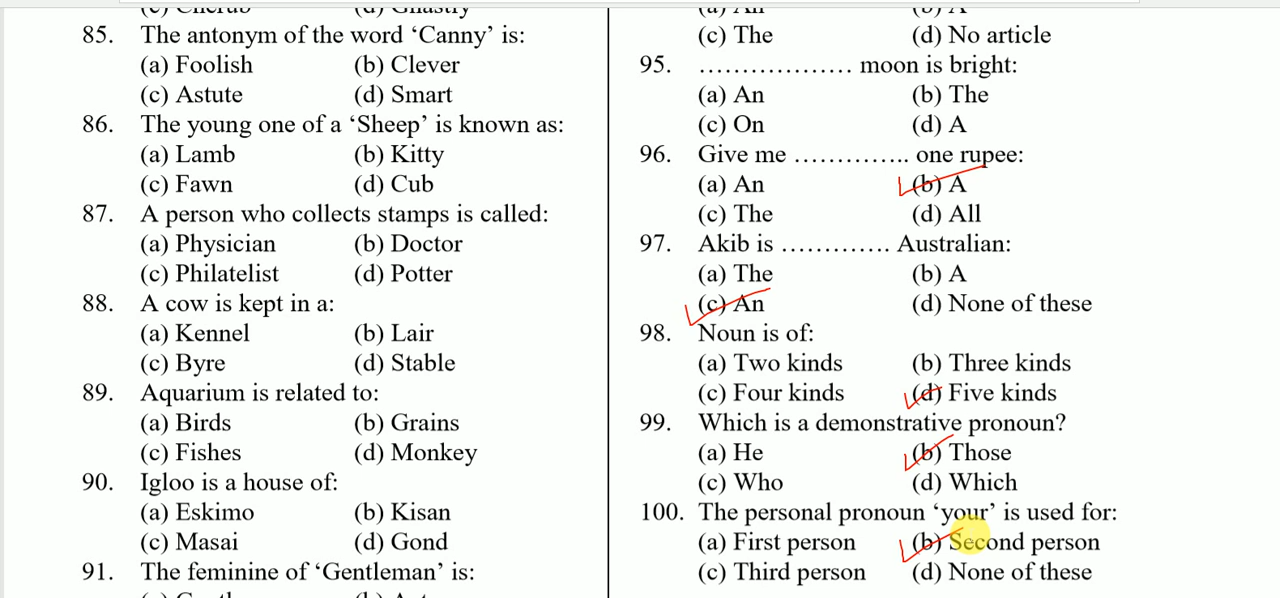 (c) Cherub (d) Ghastly
85. The antonym of the word ‘Canny’ is:
(a) Foolish (b) Clever
(c) Astute (d) Smart
86. The young one of a ‘Sheep’ is known as:
(a) Lamb (b) Kitty
(c) Fawn (d) Cub
87. A person who collects stamps is called:
(a) Physician (b) Doctor
(c) Philatelist (d) Potter
88. A cow is kept in a:
(a) Kennel (b) Lair
(c) Byre (d) Stable
89. Aquarium is related to:
(a) Birds (b) Grains
(c) Fishes (d) Monkey
90. Igloo is a house of:
(a) Eskimo (b) Kisan
(c) Masai (d) Gond
91. The feminine of ‘Gentleman’ is:
(a) An (b) A
(c) The (d) No article
95. .................. moon is bright:
(a) An (b) The
(c) On (d) A
96. Give me .............. one rupee:
(a) An (b) A
(c) The (d) All
97. Akib is ............. Australian:
(a) The (b) A
(c) An (d) None of these
98. Noun is of:
(a) Two kinds (b) Three kinds
(c) Four kinds (d) Five kinds
99. Which is a demonstrative pronoun?
(a) He (b) Those
(c) Who (d) Which
100. The personal pronoun ‘your’ is used for:
(a) First person (b) Second person
(c) Third person (d) None of these